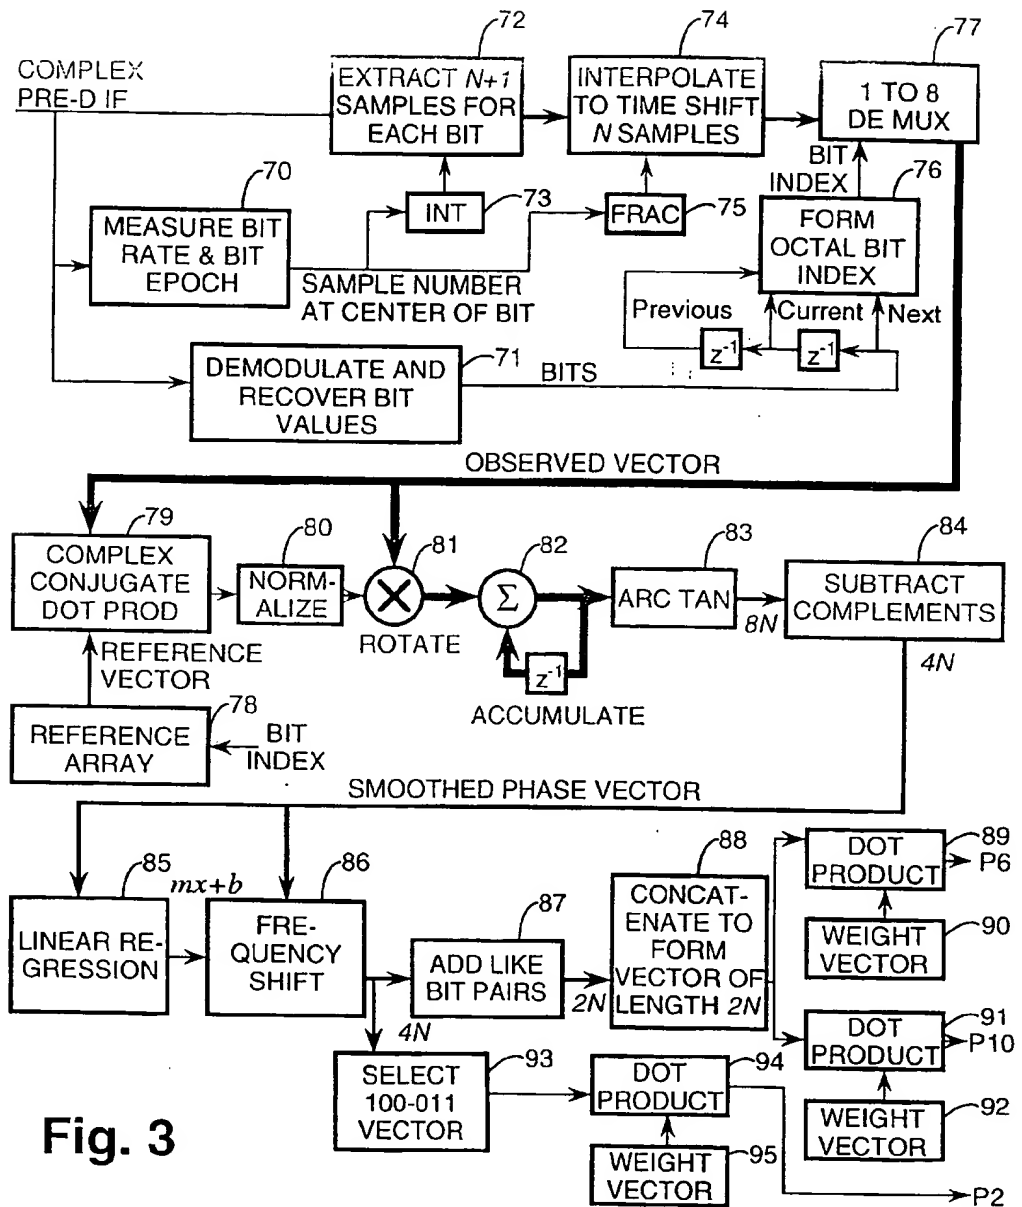 72
74
77
COMPLEX
PRE-D IF
EXTRACT N+1
SAMPLES FOR
EACH BIT
INTERPOLATE
TO TIME SHIFT
N SAMPLES
1 TO 8
DE MUX
70
MEASURE BIT
RATE & BIT
EPOCH
INT
73
FRAC
75
BIT
INDEX
76
FORM
OCTAL BIT
INDEX
SAMPLE NUMBER
AT CENTER OF BIT
Previous
Current
Next
z-1
z-1
71
DEMODULATE AND
RECOVER BIT
VALUES
BITS
OBSERVED VECTOR
79
COMPLEX
CONJUGATE
DOT PROD
80
NORM-
ALIZE
81
ROTATE
82
Σ
z-1
ACCUMULATE
83
ARC TAN
8N
84
SUBTRACT
COMPLEMENTS
4N
REFERENCE
VECTOR
78
REFERENCE
ARRAY
BIT
INDEX
SMOOTHED PHASE VECTOR
85
LINEAR RE-
GRESSION
mx+b
86
FRE-
QUENCY
SHIFT
4N
87
ADD LIKE
BIT PAIRS
2N
88
CONCAT-
ENATE TO
FORM
VECTOR OF
LENGTH 2N
89
DOT
PRODUCT
P6
WEIGHT
VECTOR
90
91
DOT
PRODUCT
P10
WEIGHT
VECTOR
92
93
SELECT
100-011
VECTOR
94
DOT
PRODUCT
WEIGHT
VECTOR
95
P2
Fig. 3